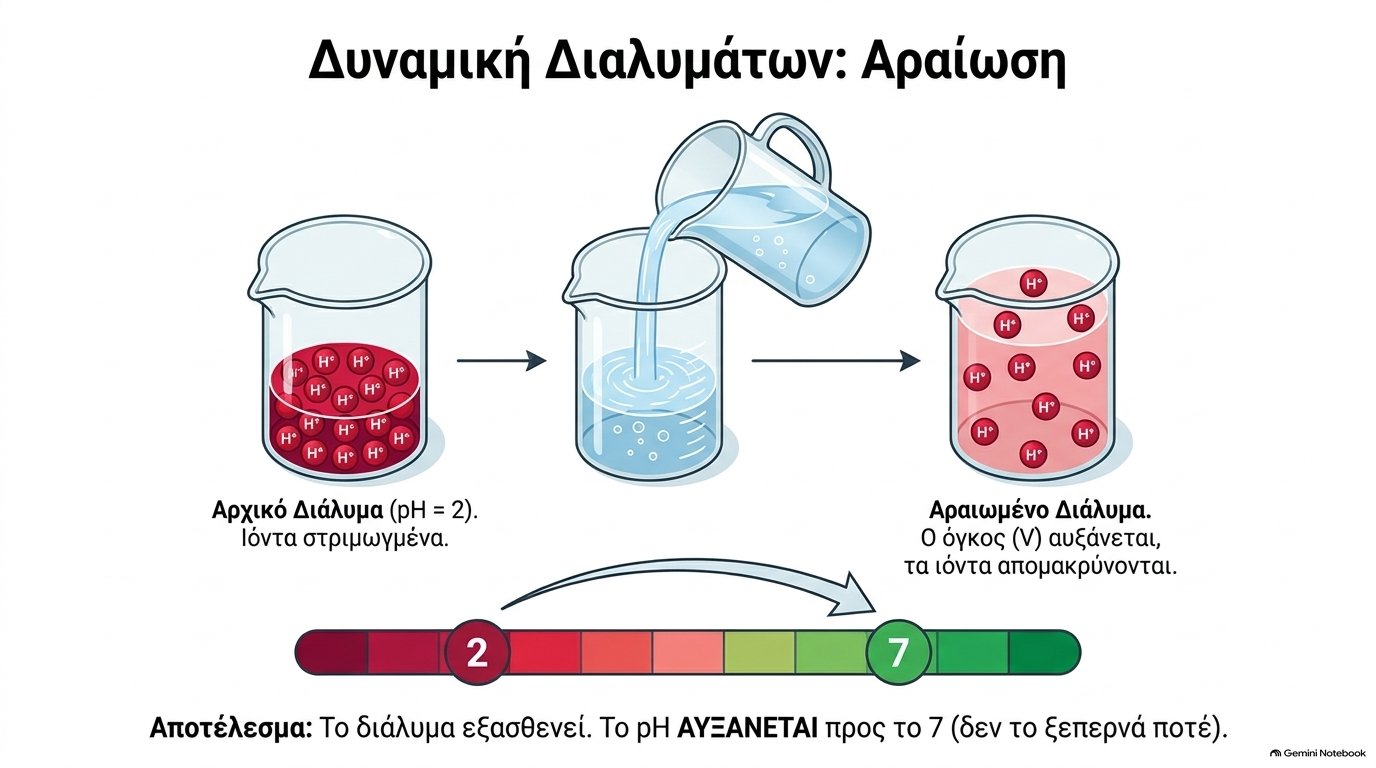 Δυναμική Διαλυμάτων: Αραίωση
Αρχικό Διάλυμα (pH = 2).
Ιόντα στριμωγμένα.
Αραιωμένο Διάλυμα.
Ο όγκος (V) αυξάνεται,
τα ιόντα απομακρύνονται.
2
7
Αποτέλεσμα: Το διάλυμα εξασθενεί. Το pH ΑΥΞΑΝΕΤΑΙ προς το 7 (δεν το ξεπερνά ποτέ).
Gemini Notebook